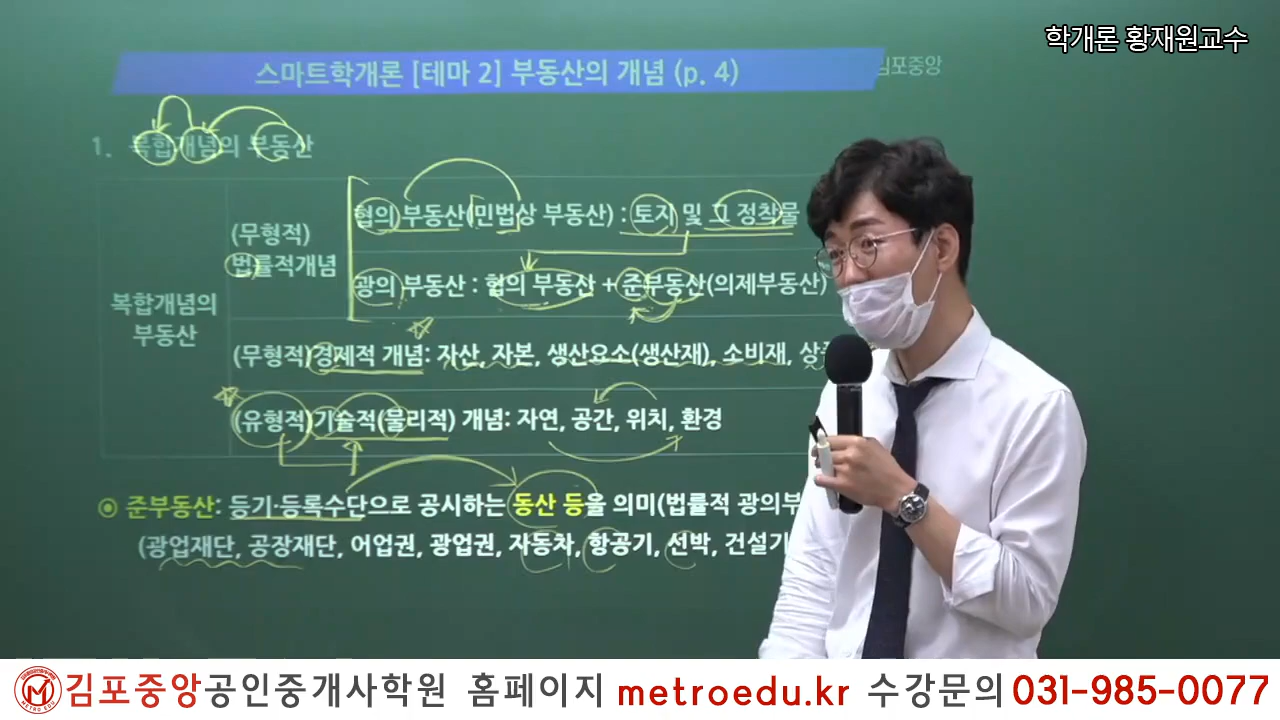 학개론 황재원교수
스마트학개론 [테마 2] 부동산의 개념 (p. 4)
김포중앙
1. 복합개념의 부동산
복합개념의
부동산
(무형적)
법률적개념
협의 부동산(민법상 부동산) : 토지 및 그 정착물
광의 부동산 : 협의 부동산 + 준부동산(의제부동산)
(무형적)경제적 개념: 자산, 자본, 생산요소(생산재), 소비재,
(유형적)기술적(물리적) 개념: 자연, 공간, 위치, 환경
◉ 준부동산: 등기·등록수단으로 공시하는 동산 등을 의미(법률적 광의부
(광업재단, 공장재단, 어업권, 광업권, 자동차, 항공기, 선박, 건설기
METRO EDU
김포중앙공인중개사학원 홈페이지 metroedu.kr 수강문의 031-985-0077